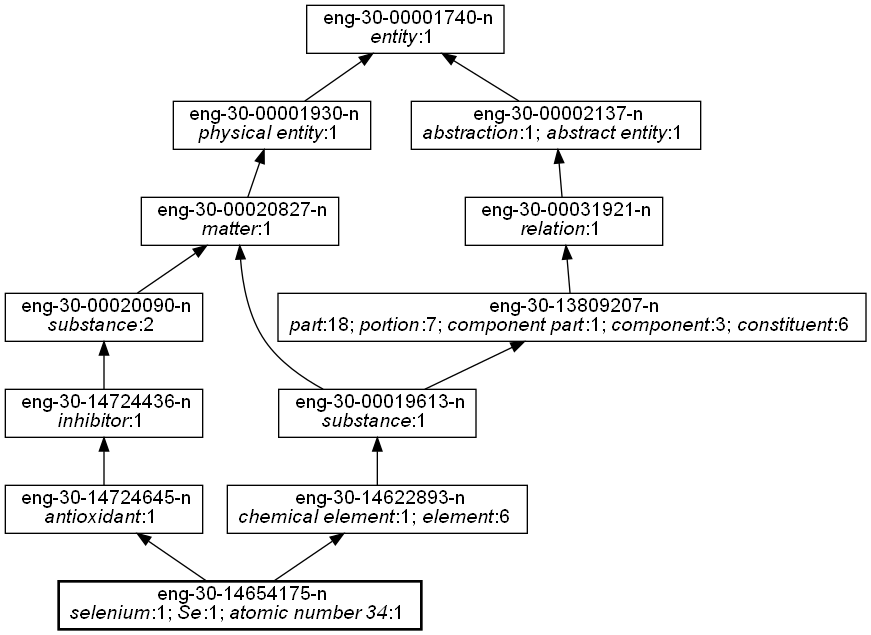 eng-30-00001740-n
entity:1
eng-30-00001930-n
physical entity:1
eng-30-00002137-n
abstraction:1; abstract entity:1
eng-30-00020827-n
matter:1
eng-30-00031921-n
relation:1
eng-30-00020090-n
substance:2
eng-30-13809207-n
part:18; portion:7; component part:1; component:3; constituent:6
eng-30-14724436-n
inhibitor:1
eng-30-00019613-n
substance:1
eng-30-14724645-n
antioxidant:1
eng-30-14622893-n
chemical element:1; element:6
eng-30-14654175-n
selenium:1; Se:1; atomic number 34:1